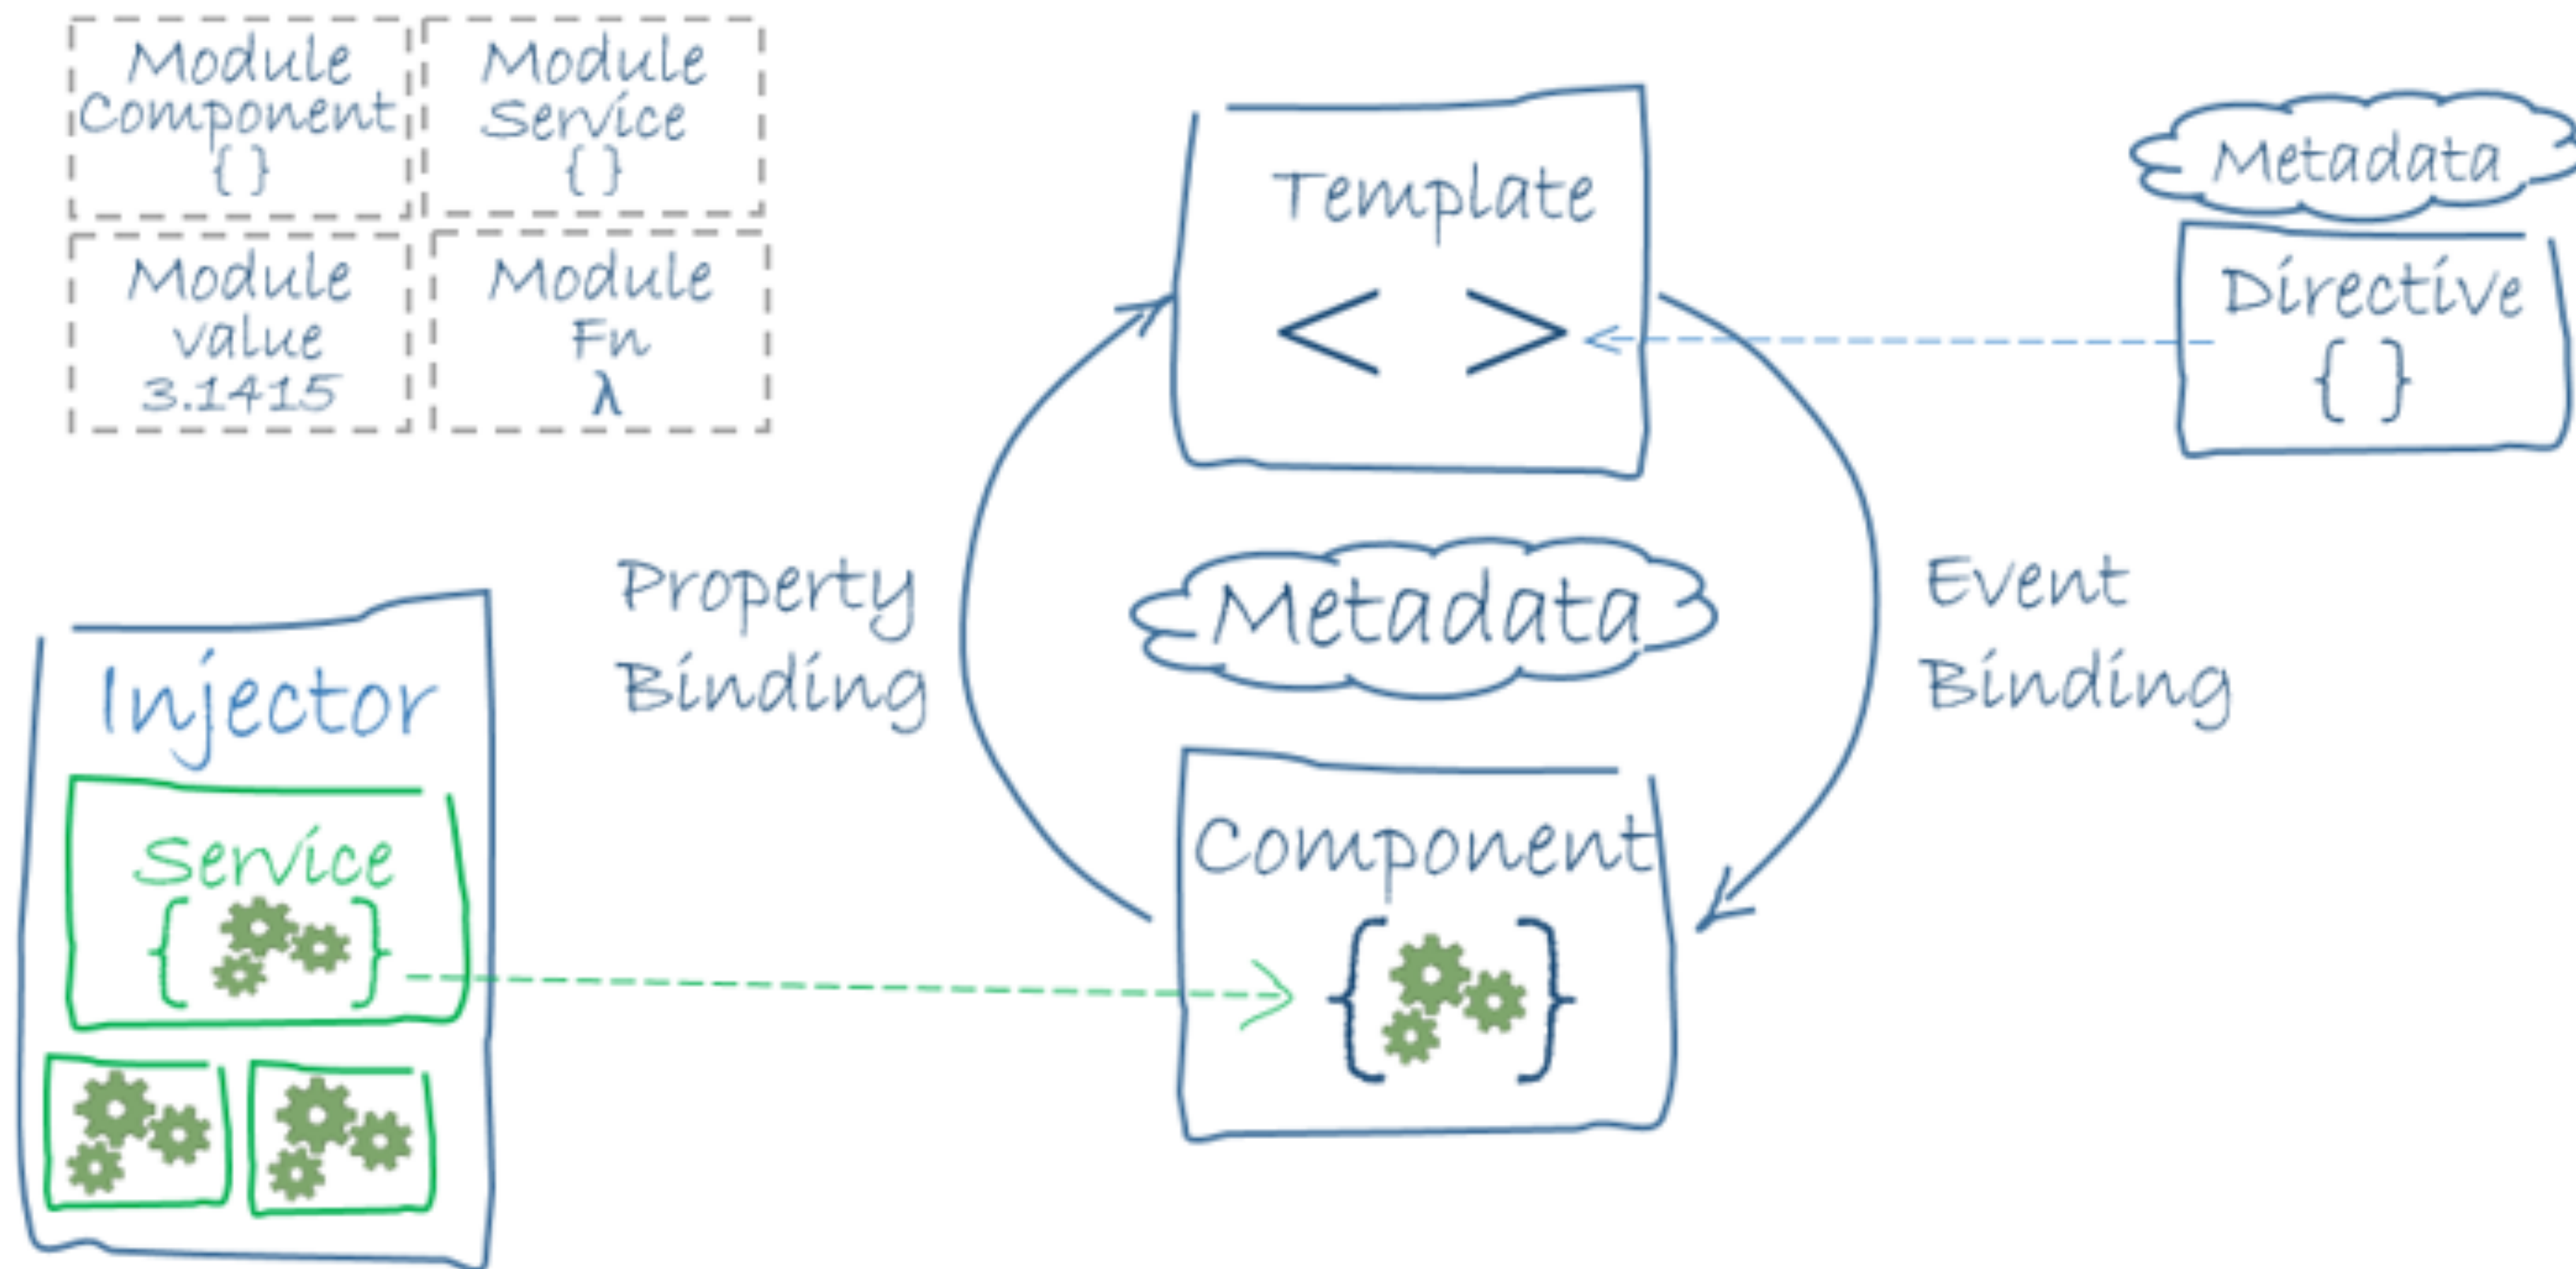 Module
Component
{ }
Module
Service
{ }
Module
value
3.1415
Module
Fn
λ
Template
< >
Metadata
Directive
{ }
Property
Binding
Metadata
Event
Binding
Injector
Service
{ }
Component
{ }